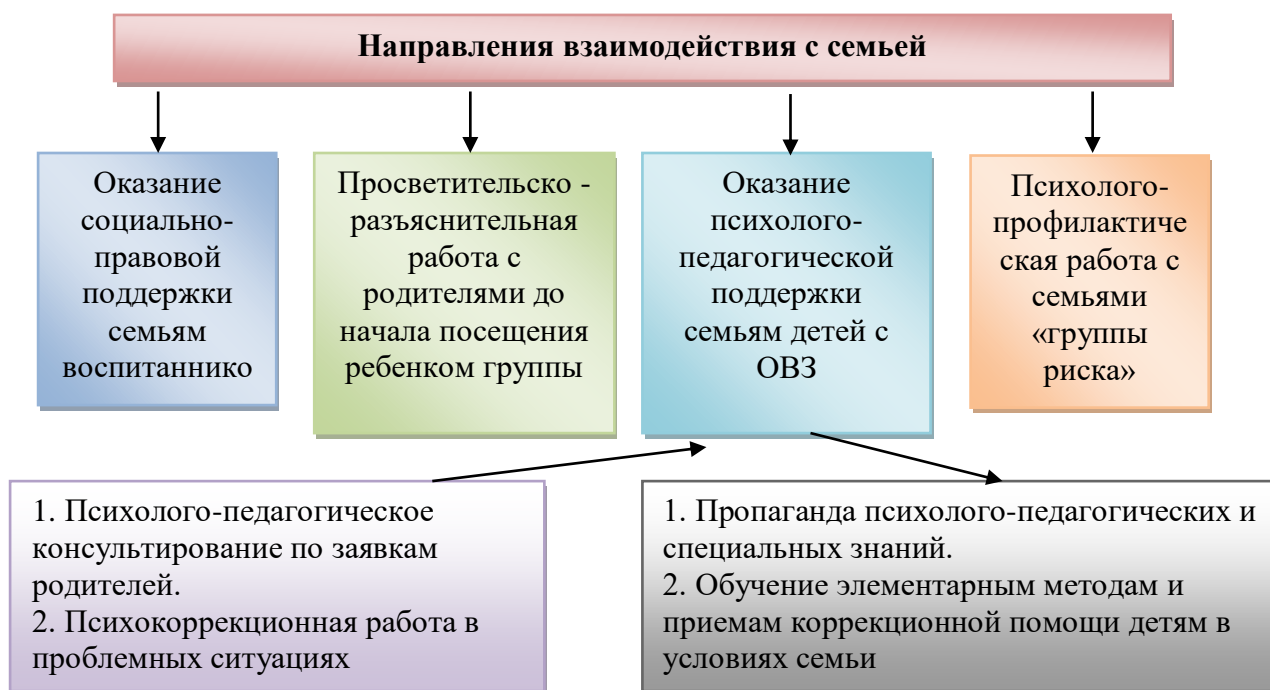 Направления взаимодействия с семьей
Оказание
социально-
правовой
поддержки
семьям
воспитаннико
Просветительско -
разъяснительная
работа с
родителями до
начала посещения
ребенком группы
Оказание
психолого-
педагогической
поддержки
семьям детей с
ОВЗ
Психолого-
профилактиче
ская работа с
семьями
«группы
риска»
1. Психолого-педагогическое
консультирование по заявкам
родителей.
2. Психокоррекционная работа в
проблемных ситуациях
1. Пропаганда психолого-педагогических и
специальных знаний.
2. Обучение элементарным методам и
приемам коррекционной помощи детям в
условиях семьи